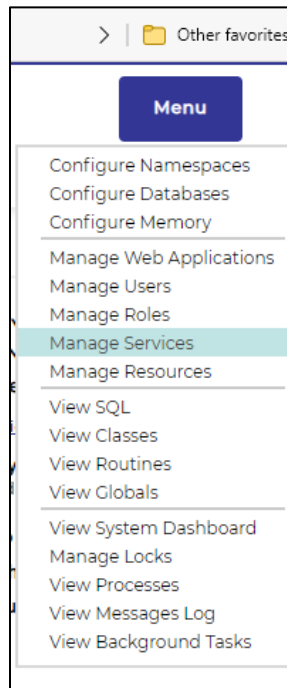 Other favorites
Menu
Configure Namespaces
Configure Databases
Configure Memory
Manage Web Applications
Manage Users
Manage Roles
Manage Services
Manage Resources
View SQL
View Classes
View Routines
View Globals
View System Dashboard
Manage Locks
View Processes
View Messages Log
View Background Tasks